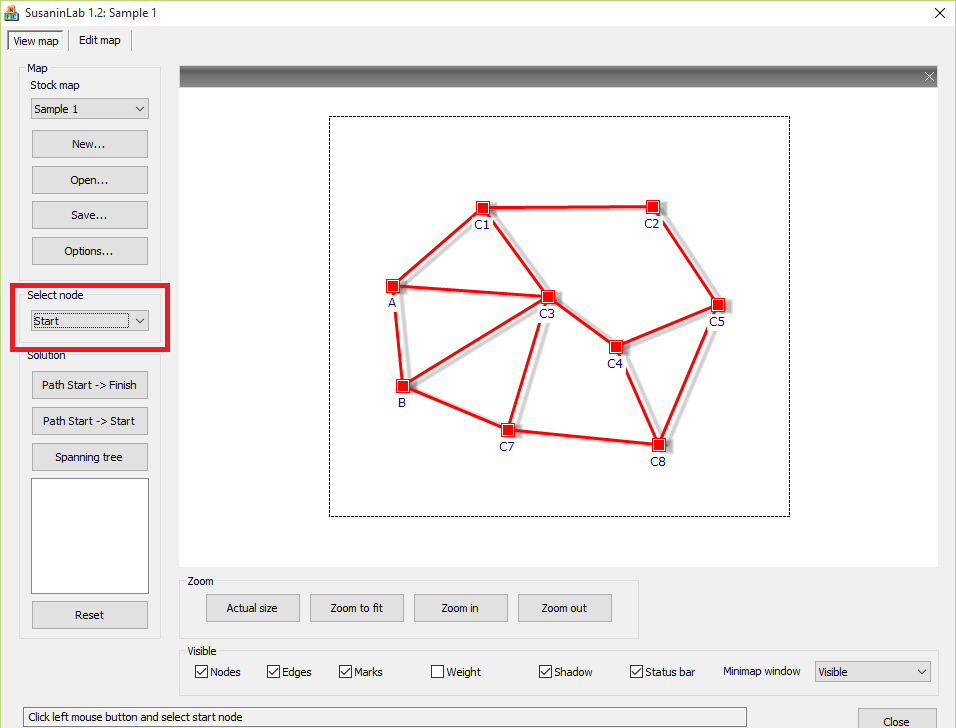 SusaninLab 1.2: Sample 1
View map
Edit map
Map
Stock map
Sample 1
New...
Open...
Save...
Options...
Select node
Start
Solution
Path Start -> Finish
Path Start -> Start
Spanning tree
Reset
C1
C2
A
C3
C5
C4
B
C7
C8
Zoom
Actual size
Zoom to fit
Zoom in
Zoom out
Visible
Nodes
Edges
Marks
Weight
Shadow
Status bar
Minimap window
Visible
Click left mouse button and select start node
Close